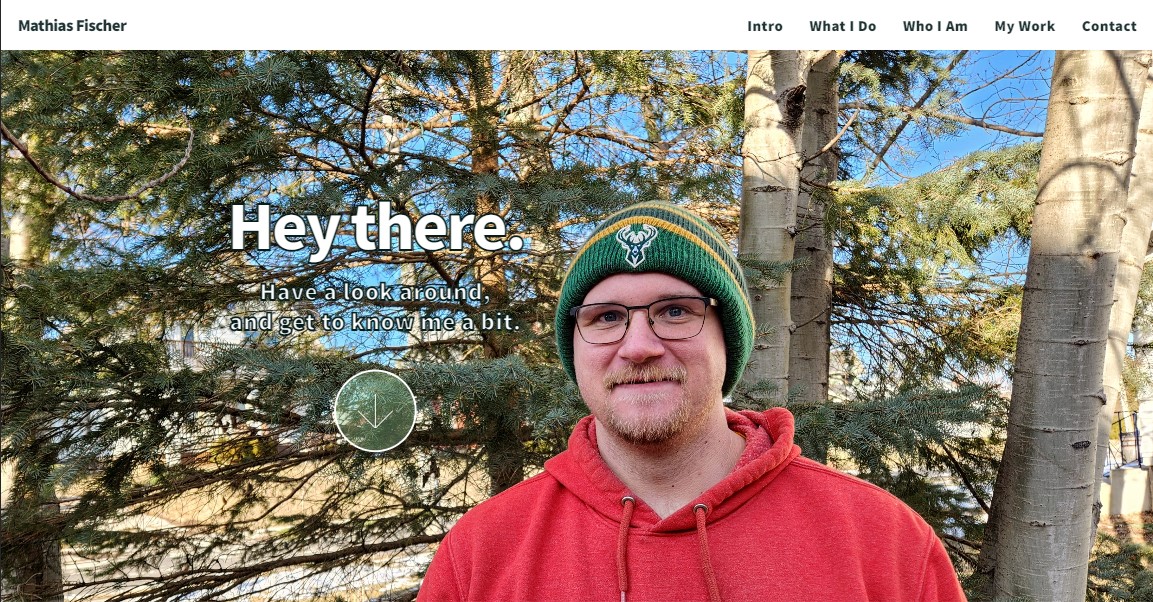 Mathias Fischer
Intro What I Do Who I Am My Work Contact
Hey there.
Have a look around,
and get to know me a bit.